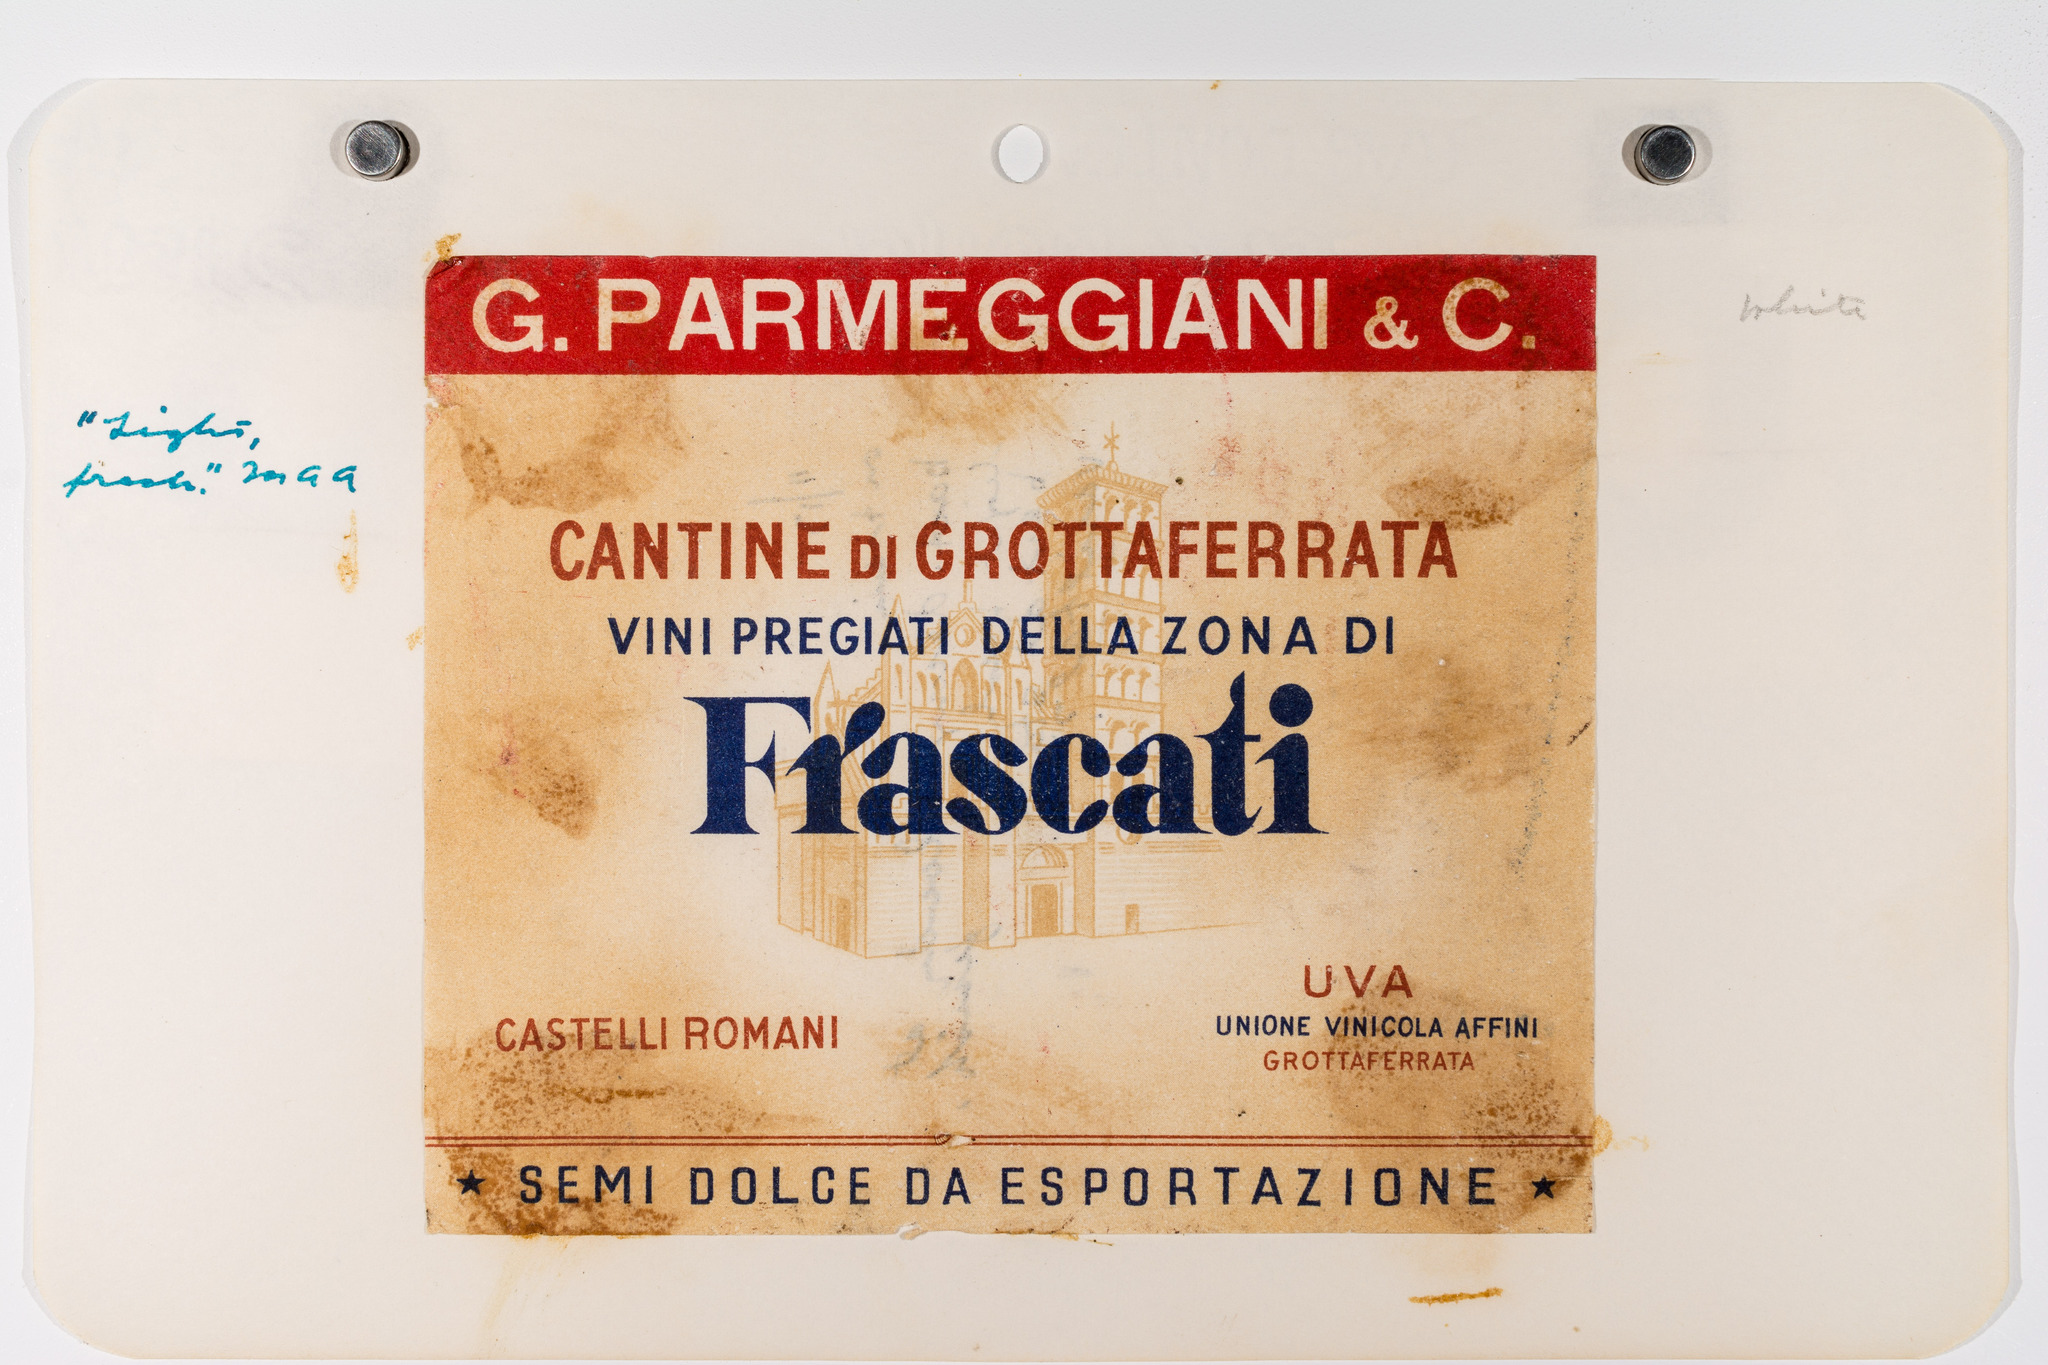 G. PARMEGGIANI & C.
white
"Light,
fresh."
CANTINE DI GROTTAFERRATA
VINI PREGIATI DELLA ZONA DI
Frascati
CASTELLI ROMANI
UVA
UNIONE VINICOLA AFFINI
GROTTAFERRATA
★ SEMI DOLCE DA ESPORTAZIONE ★